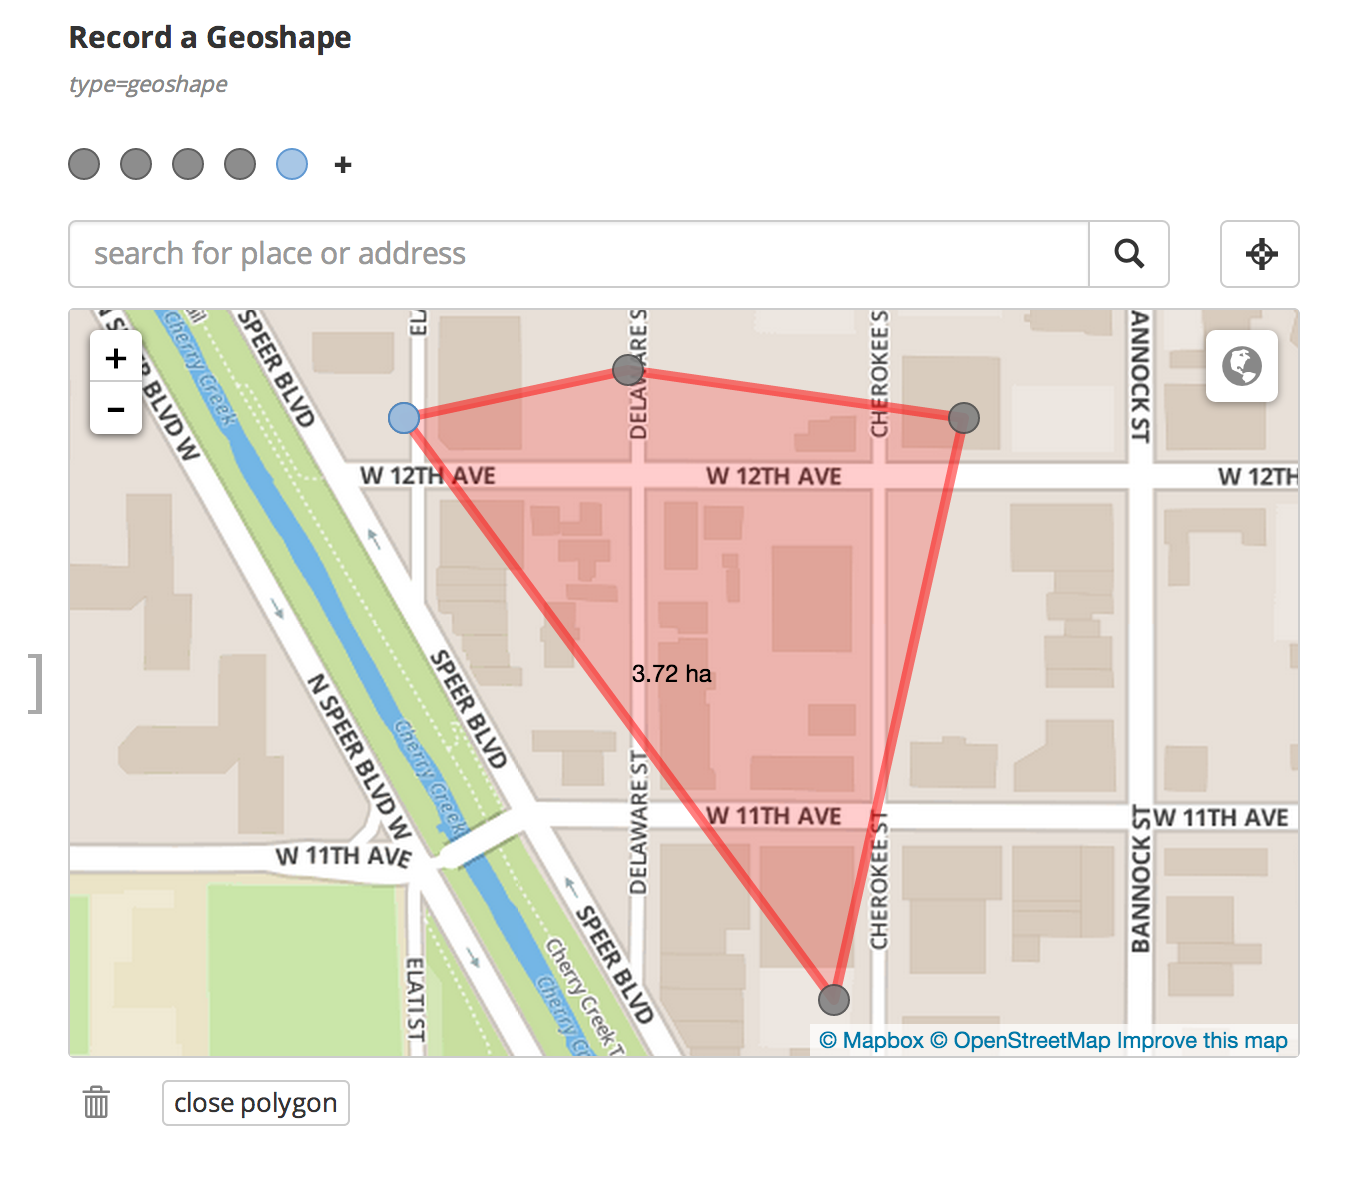 Record a Geoshape
type=geoshape
+
search for place or address
+
−
SPEER BLVD
Cherry Creek
BLVD W
EL
DELAWARE S
CHEROKEE S
ANNOCK ST
W 12TH AVE
W 12TH AVE
W 12TH
3.72 ha
]
SPEER BLVD
N SPEER BLVD W
Cherry Creek
DELAWARE ST
W 11TH AVE
W 11TH AVE
W 11TH AVE
CHEROKEE ST
BANNOCK ST
ELATI ST
SPEER BLVD
Cherry Creek T
Cherry Cr
© Mapbox © OpenStreetMap Improve this map
close polygon